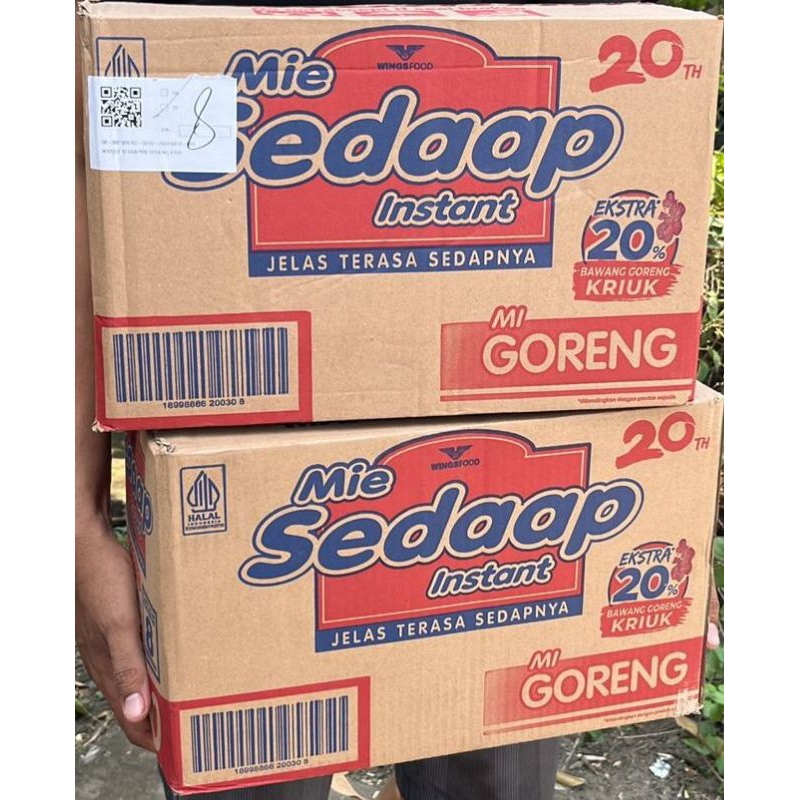 WINGSFOOD
20TH
Mie
Sedaap
Instant
JELAS TERASA SEDAPNYA
EKSTRA*
20%
BAWANG GORENG
KRIUK
8
MI
GORENG
16998866 20030 8
WINGSFOOD
20TH
Mie
Sedaap
Instant
HALAL
INDONESIA
JELAS TERASA SEDAPNYA
EKSTRA*
20%
BAWANG GORENG
KRIUK
MI
GORENG
16998866 20030 8